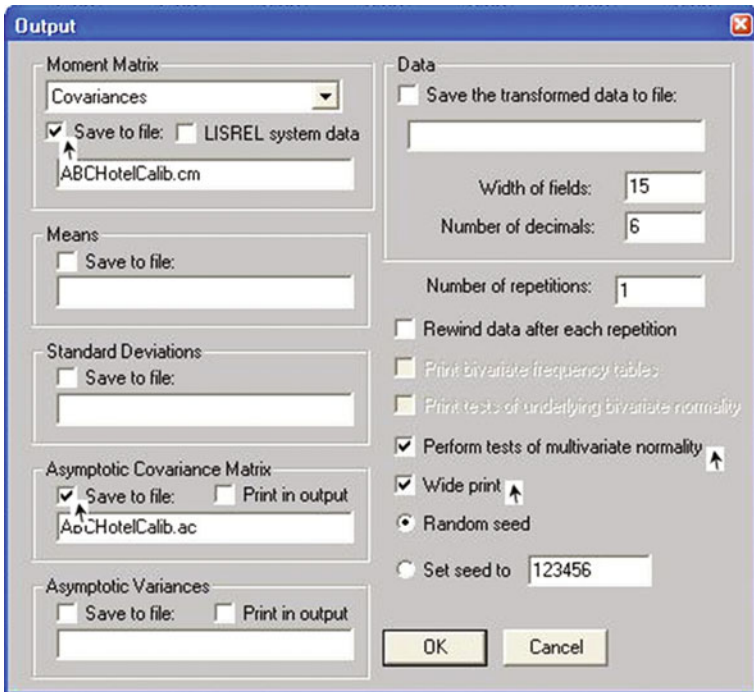 Output
Moment Matrix
Covariances
Save to file: LISREL system data
ABCHotelCalib.cm
Means
Save to file:
Standard Deviations
Save to file:
Asymptotic Covariance Matrix
Save to file: Print in output
ABCHotelCalib.ac
Asymptotic Variances
Save to file: Print in output
Data
Save the transformed data to file:
Width of fields: 15
Number of decimals: 6
Number of repetitions: 1
Rewind data after each repetition
Print bivariate frequency tables
Print tests of underlying bivariate normality
Perform tests of multivariate normality
Wide print
Random seed
Set seed to 123456
OK Cancel